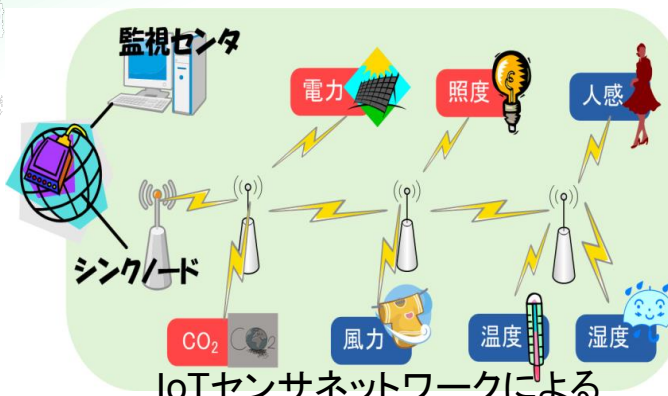 監視センタ
電力
照度
人感
シンクノード
CO₂
CO₂
風力
温度
湿度
IoTセンサネットワークによる